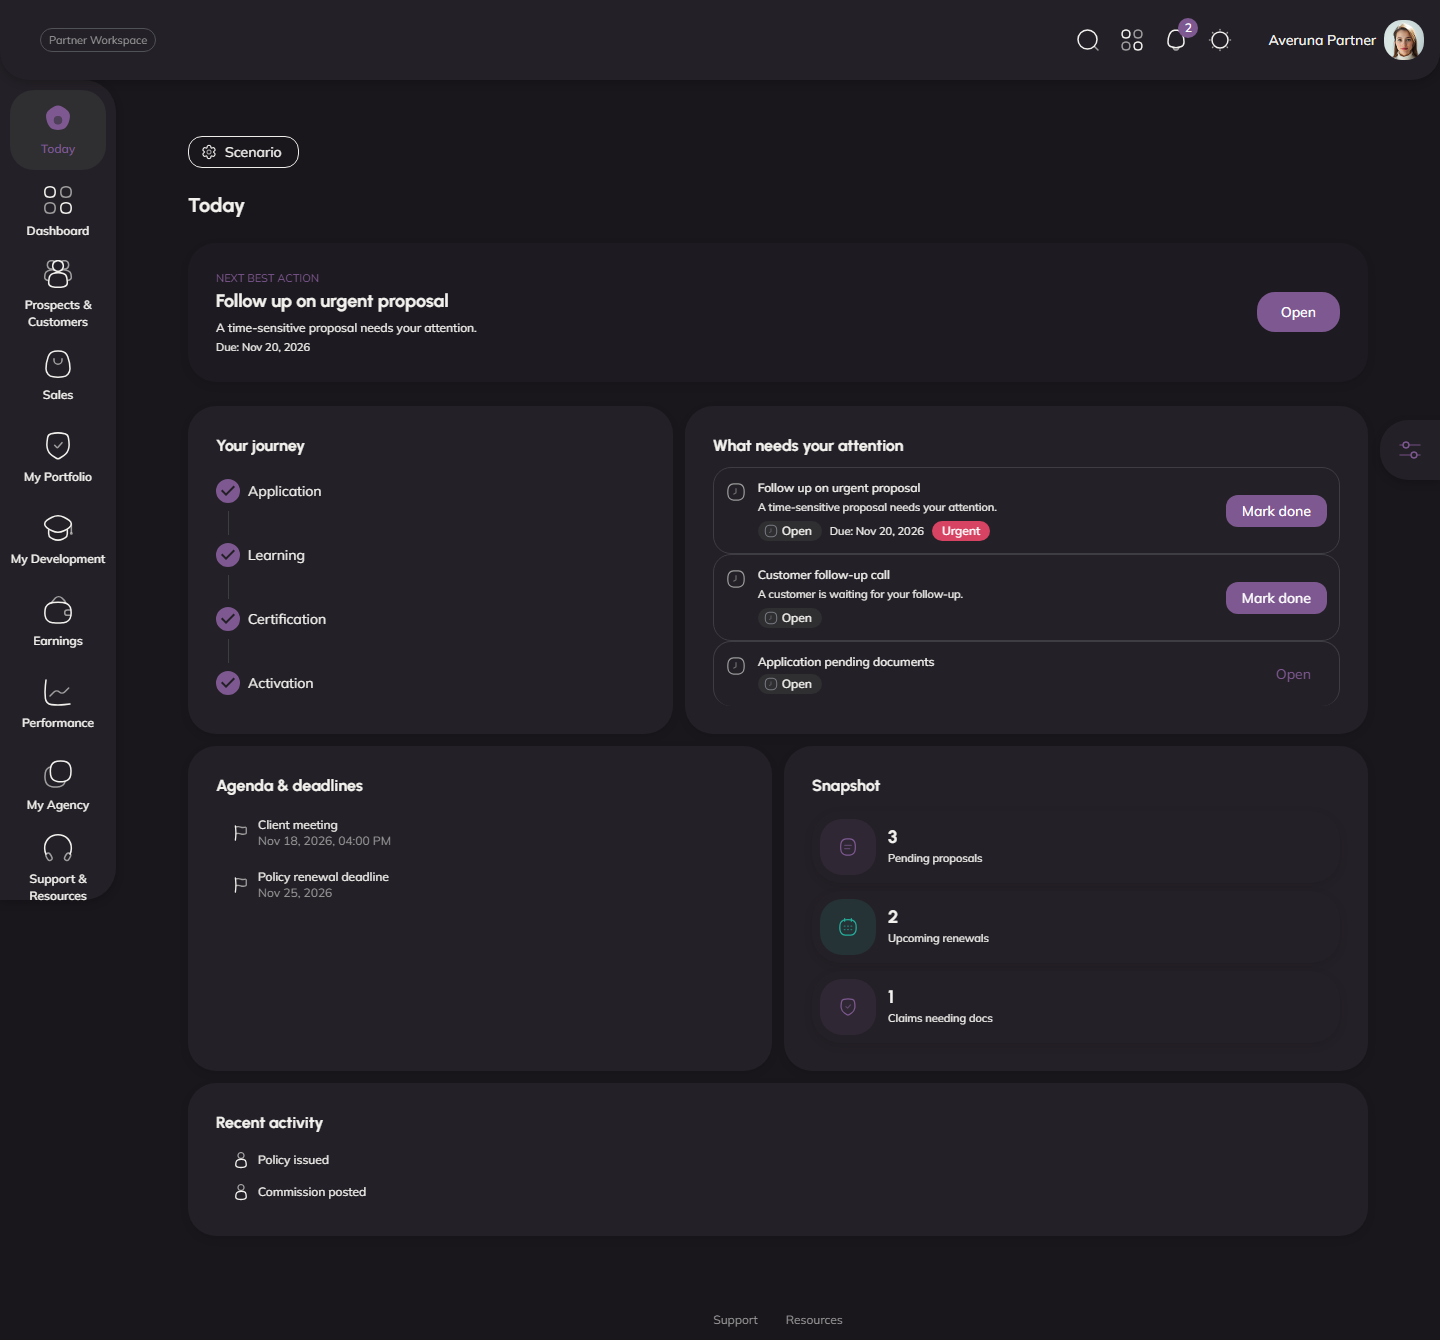 Partner Workspace
2
Averuna Partner
Today
Dashboard
Prospects &
Customers
Sales
My Portfolio
My Development
Earnings
Performance
My Agency
Support &
Resources
Scenario
Today
NEXT BEST ACTION
Follow up on urgent proposal
A time-sensitive proposal needs your attention.
Due: Nov 20, 2026
Open
Your journey
Application
Learning
Certification
Activation
What needs your attention
Follow up on urgent proposal
A time-sensitive proposal needs your attention.
Open Due: Nov 20, 2026 Urgent
Mark done
Customer follow-up call
A customer is waiting for your follow-up.
Open
Mark done
Application pending documents
Open
Open
Agenda & deadlines
Client meeting
Nov 18, 2026, 04:00 PM
Policy renewal deadline
Nov 25, 2026
Snapshot
3
Pending proposals
2
Upcoming renewals
1
Claims needing docs
Recent activity
Policy issued
Commission posted
Support Resources